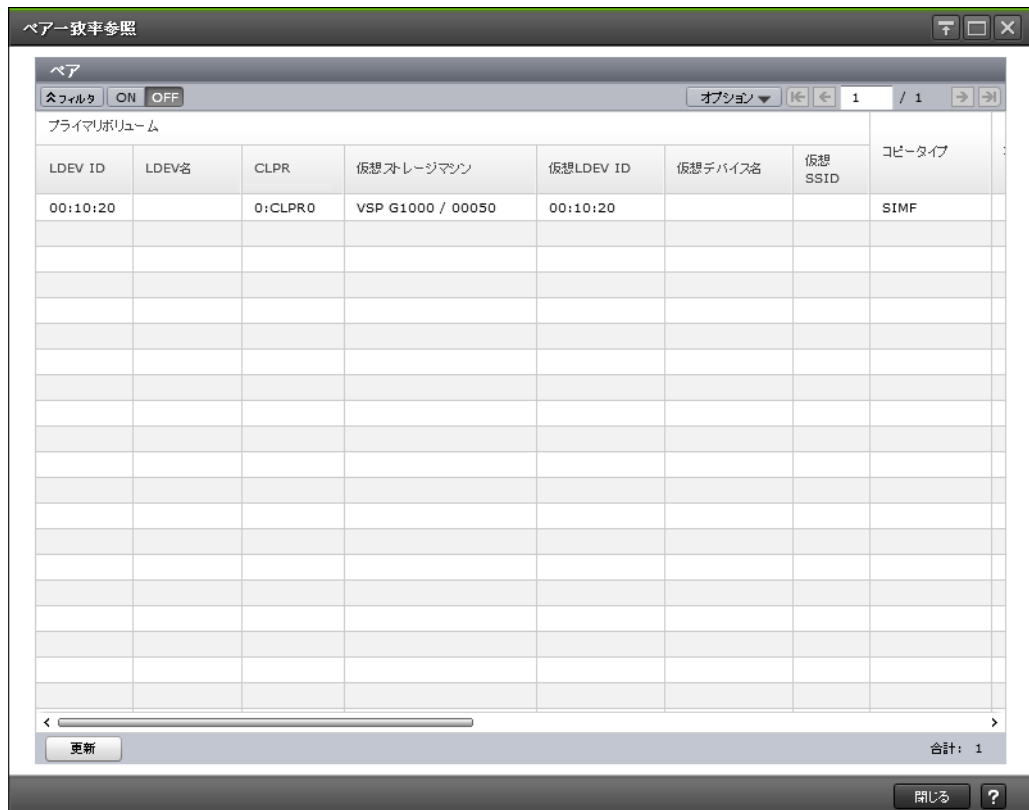 ペアー致率参照
ペア
フィルタ ON OFF オプション 1 / 1
プライマリボリューム
LDEV ID LDEV名 CLPR 仮想ストレージマシン 仮想LDEV ID 仮想デバイス名 仮想 SSID コピータイプ
00:10:20 0:CLPR0 VSP G1000 / 00050 00:10:20 SIMF
更新 合計: 1
閉じる ?